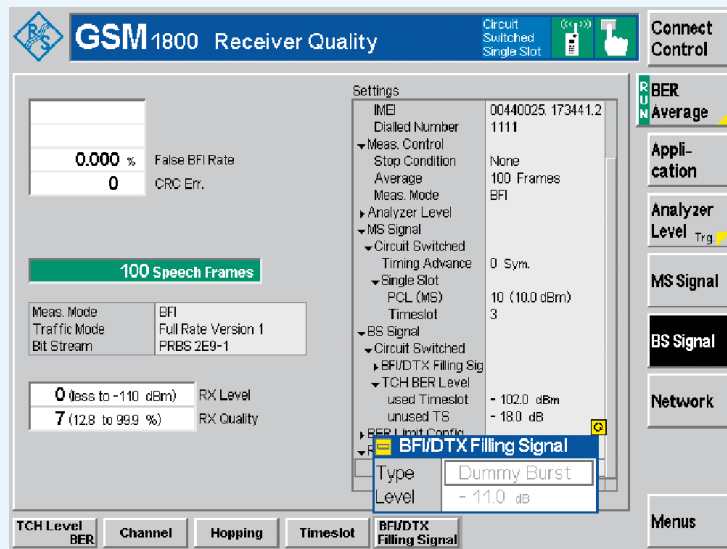 R&S
GSM 1800 Receiver Quality
Circuit
Switched
Single Slot
Connect
Control
RUN
BER
Average
Appli-
cation
Analyzer
Level Trg
MS Signal
BS Signal
Network
Menus
0.000 % False BFI Rate
0 CRC Err.
100 Speech Frames
Meas. Mode BFI
Traffic Mode Full Rate Version 1
Bit Stream PRBS 2E9-1
0 (less to -110 dBm) RX Level
7 (12.8 to 99.9 %) RX Quality
Settings
IMEI 00440025.173441.2
Dialled Number 1111
Meas. Control
Stop Condition None
Average 100 Frames
Meas. Mode BFI
Analyzer Level
MS Signal
Circuit Switched
Timing Advance 0 Sym.
Single Slot
PCL (MS) 10 (10.0 dBm)
Timeslot 3
BS Signal
Circuit Switched
BFI/DTX Filling Sig
TCH BER Level
used Timeslot - 102.0 dBm
unused TS - 18.0 dB
BER Limit Config
G
BFI/DTX Filling Signal
Type Dummy Burst
Level - 11.0 dB
TCH Level
BER
Channel
Hopping
Timeslot
BFI/DTX
Filling Signal